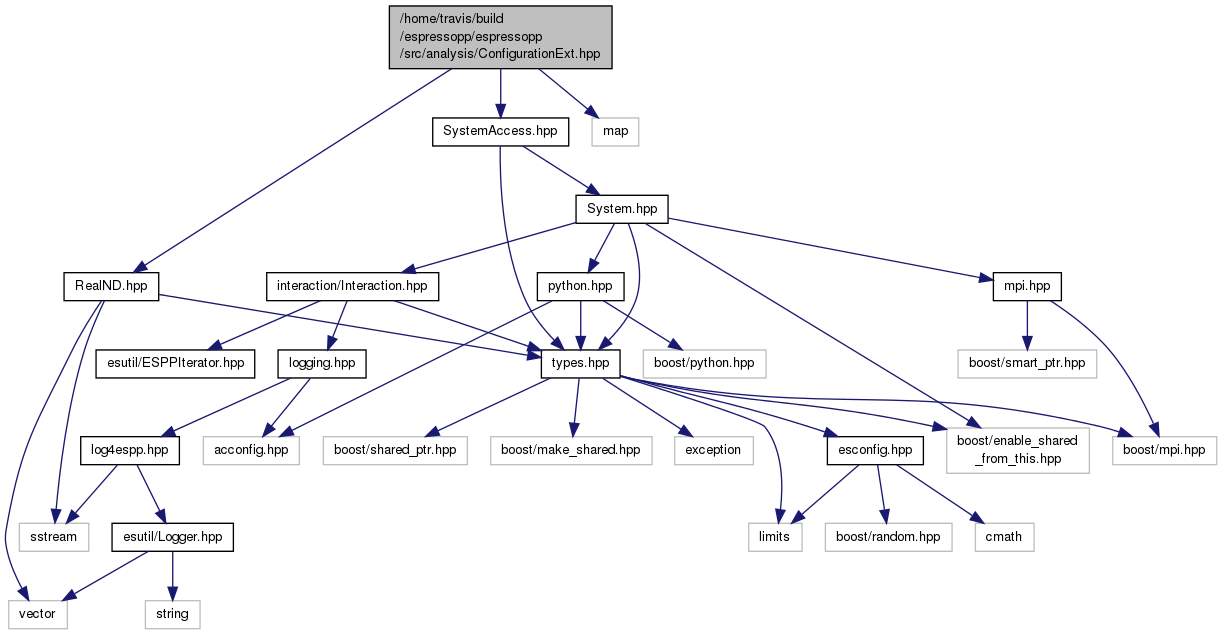 /home/travis/build
/espressopp/espressopp
/src/analysis/ConfigurationExt.hpp
SystemAccess.hpp
map
System.hpp
RealND.hpp
interaction/Interaction.hpp
python.hpp
mpi.hpp
esutil/ESPPIterator.hpp
logging.hpp
types.hpp
boost/python.hpp
boost/smart_ptr.hpp
log4espp.hpp
acconfig.hpp
boost/shared_ptr.hpp
boost/make_shared.hpp
exception
esconfig.hpp
boost/enable_shared
_from_this.hpp
boost/mpi.hpp
sstream
esutil/Logger.hpp
limits
boost/random.hpp
cmath
vector
string